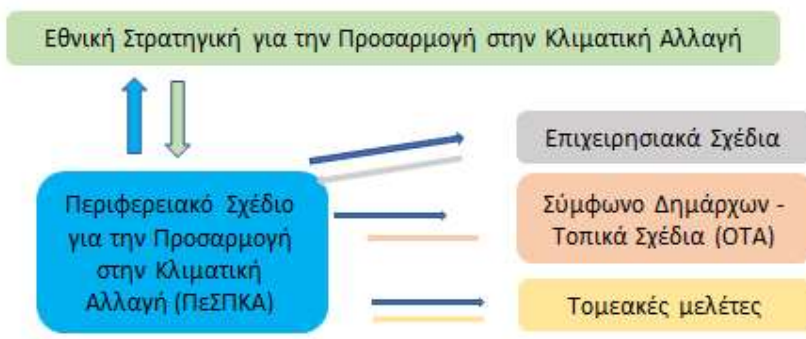 Εθνική Στρατηγική για την Προσαρμογή στην Κλιματική Αλλαγή
Επιχειρησιακά Σχέδια
Περιφερειακό Σχέδιο
για την Προσαρμογή
στην Κλιματική
Αλλαγή (ΠεΣΠΚΑ)
Σύμφωνο Δημάρχων -
Τοπικά Σχέδια (ΟΤΑ)
Τομεακές μελέτες